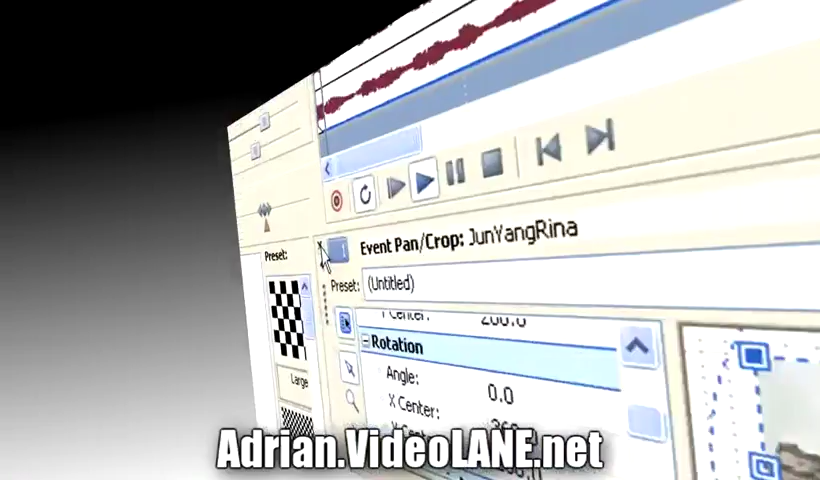 Event Pan/Crop: JunYangRina
Preset:
Preset: (Untitled)
Y Center: 200.0
Rotation
Angle: 0.0
Large
X Center: 360.0
Adrian.VideoLANE.net